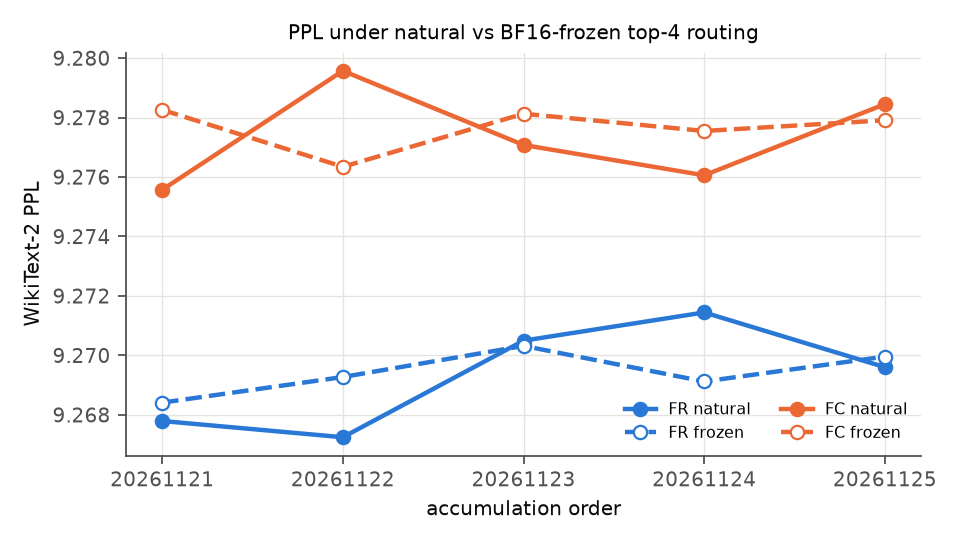 PPL under natural vs BF16-frozen top-4 routing
WikiText-2 PPL
9.280
9.278
9.276
9.274
9.272
9.270
9.268
FR natural
FC natural
FR frozen
FC frozen
20261121
20261122
20261123
20261124
20261125
accumulation order